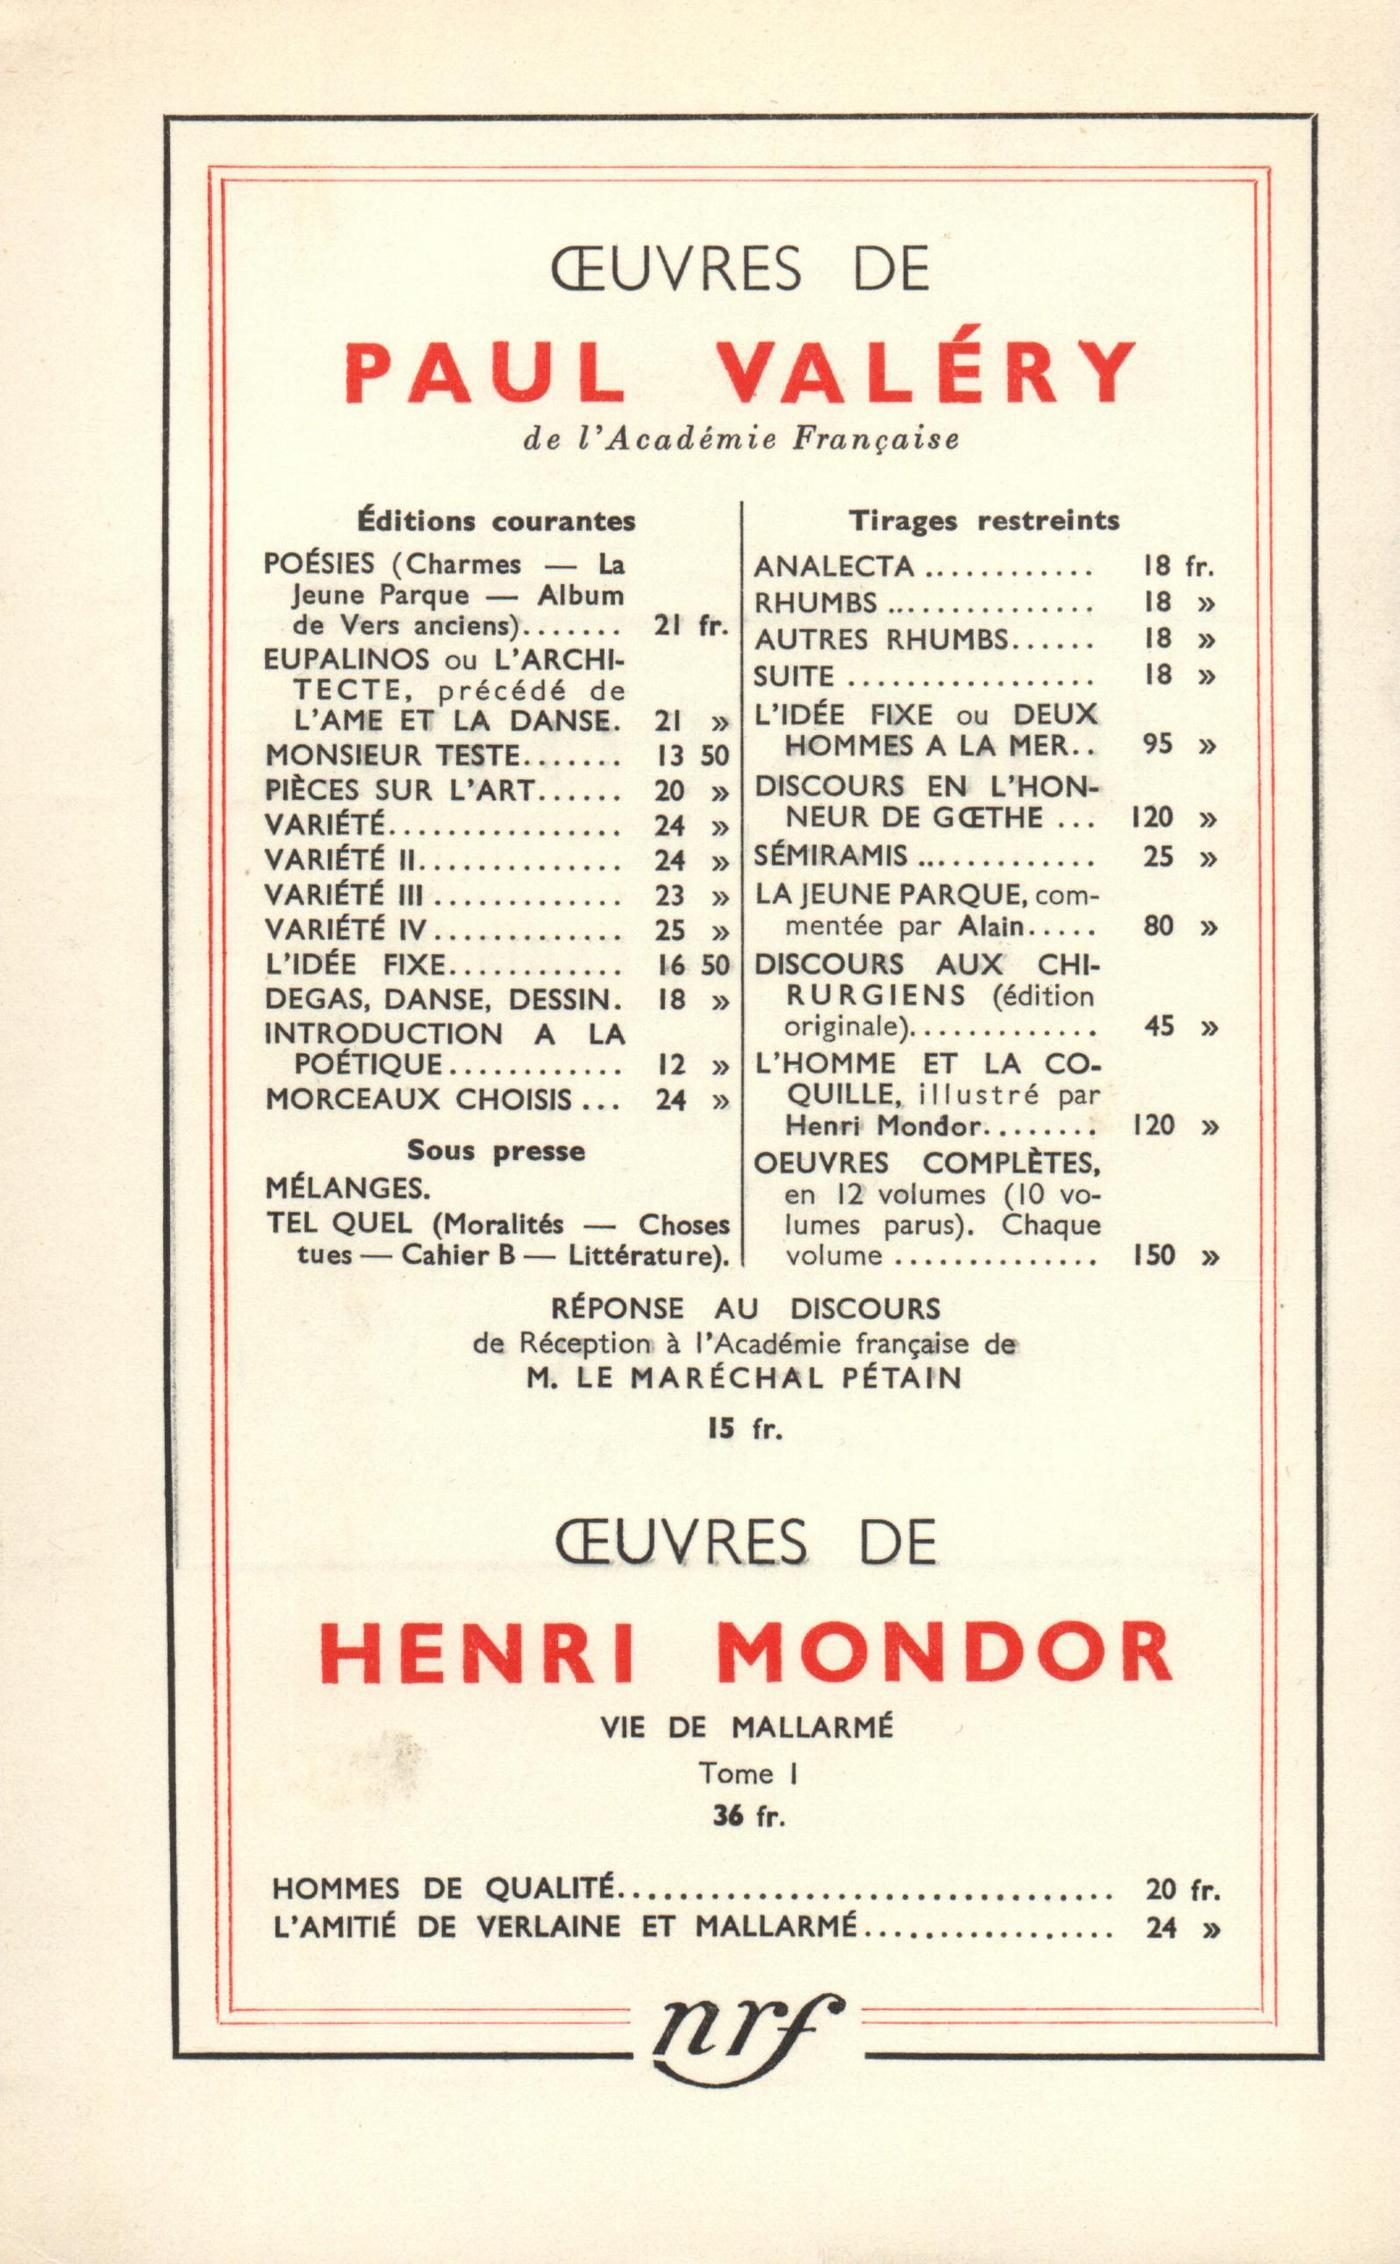 ŒUVRES DE
PAUL VALÉRY
de l'Académie Française
Éditions courantes
POÉSIES (Charmes — La
Jeune Parque — Album
de Vers anciens)....... 21 fr.
EUPALINOS ou L'ARCHI-
TECTE, précédé de
L'AME ET LA DANSE. 21 »
MONSIEUR TESTE....... 13 50
PIÈCES SUR L'ART...... 20 »
VARIÉTÉ................ 24 »
VARIÉTÉ II.............. 24 »
VARIÉTÉ III ............. 23 »
VARIÉTÉ IV............. 25 »
L'IDÉE FIXE............ 16 50
DEGAS, DANSE, DESSIN. 18 »
INTRODUCTION A LA
POÉTIQUE............ 12 »
MORCEAUX CHOISIS ... 24 »
Sous presse
MÉLANGES.
TEL QUEL (Moralités — Choses
tues — Cahier B — Littérature).
Tirages restreints
ANALECTA ............ 18 fr.
RHUMBS ............... 18 »
AUTRES RHUMBS...... 18 »
SUITE ................. 18 »
L'IDÉE FIXE ou DEUX
HOMMES A LA MER.. 95 »
DISCOURS EN L'HON-
NEUR DE GŒTHE ... 120 »
SÉMIRAMIS ............. 25 »
LA JEUNE PARQUE, com-
mentée par Alain..... 80 »
DISCOURS AUX CHI-
RURGIENS (édition
originale)............. 45 »
L'HOMME ET LA CO-
QUILLE, illustré par
Henri Mondor........ 120 »
OEUVRES COMPLÈTES,
en 12 volumes (10 vo-
lumes parus). Chaque
volume .............. 150 »
RÉPONSE AU DISCOURS
de Réception à l'Académie française de
M. LE MARÉCHAL PÉTAIN
15 fr.
ŒUVRES DE
HENRI MONDOR
VIE DE MALLARMÉ
Tome I
36 fr.
HOMMES DE QUALITÉ................................ 20 fr.
L'AMITIÉ DE VERLAINE ET MALLARMÉ................. 24 »
nrf